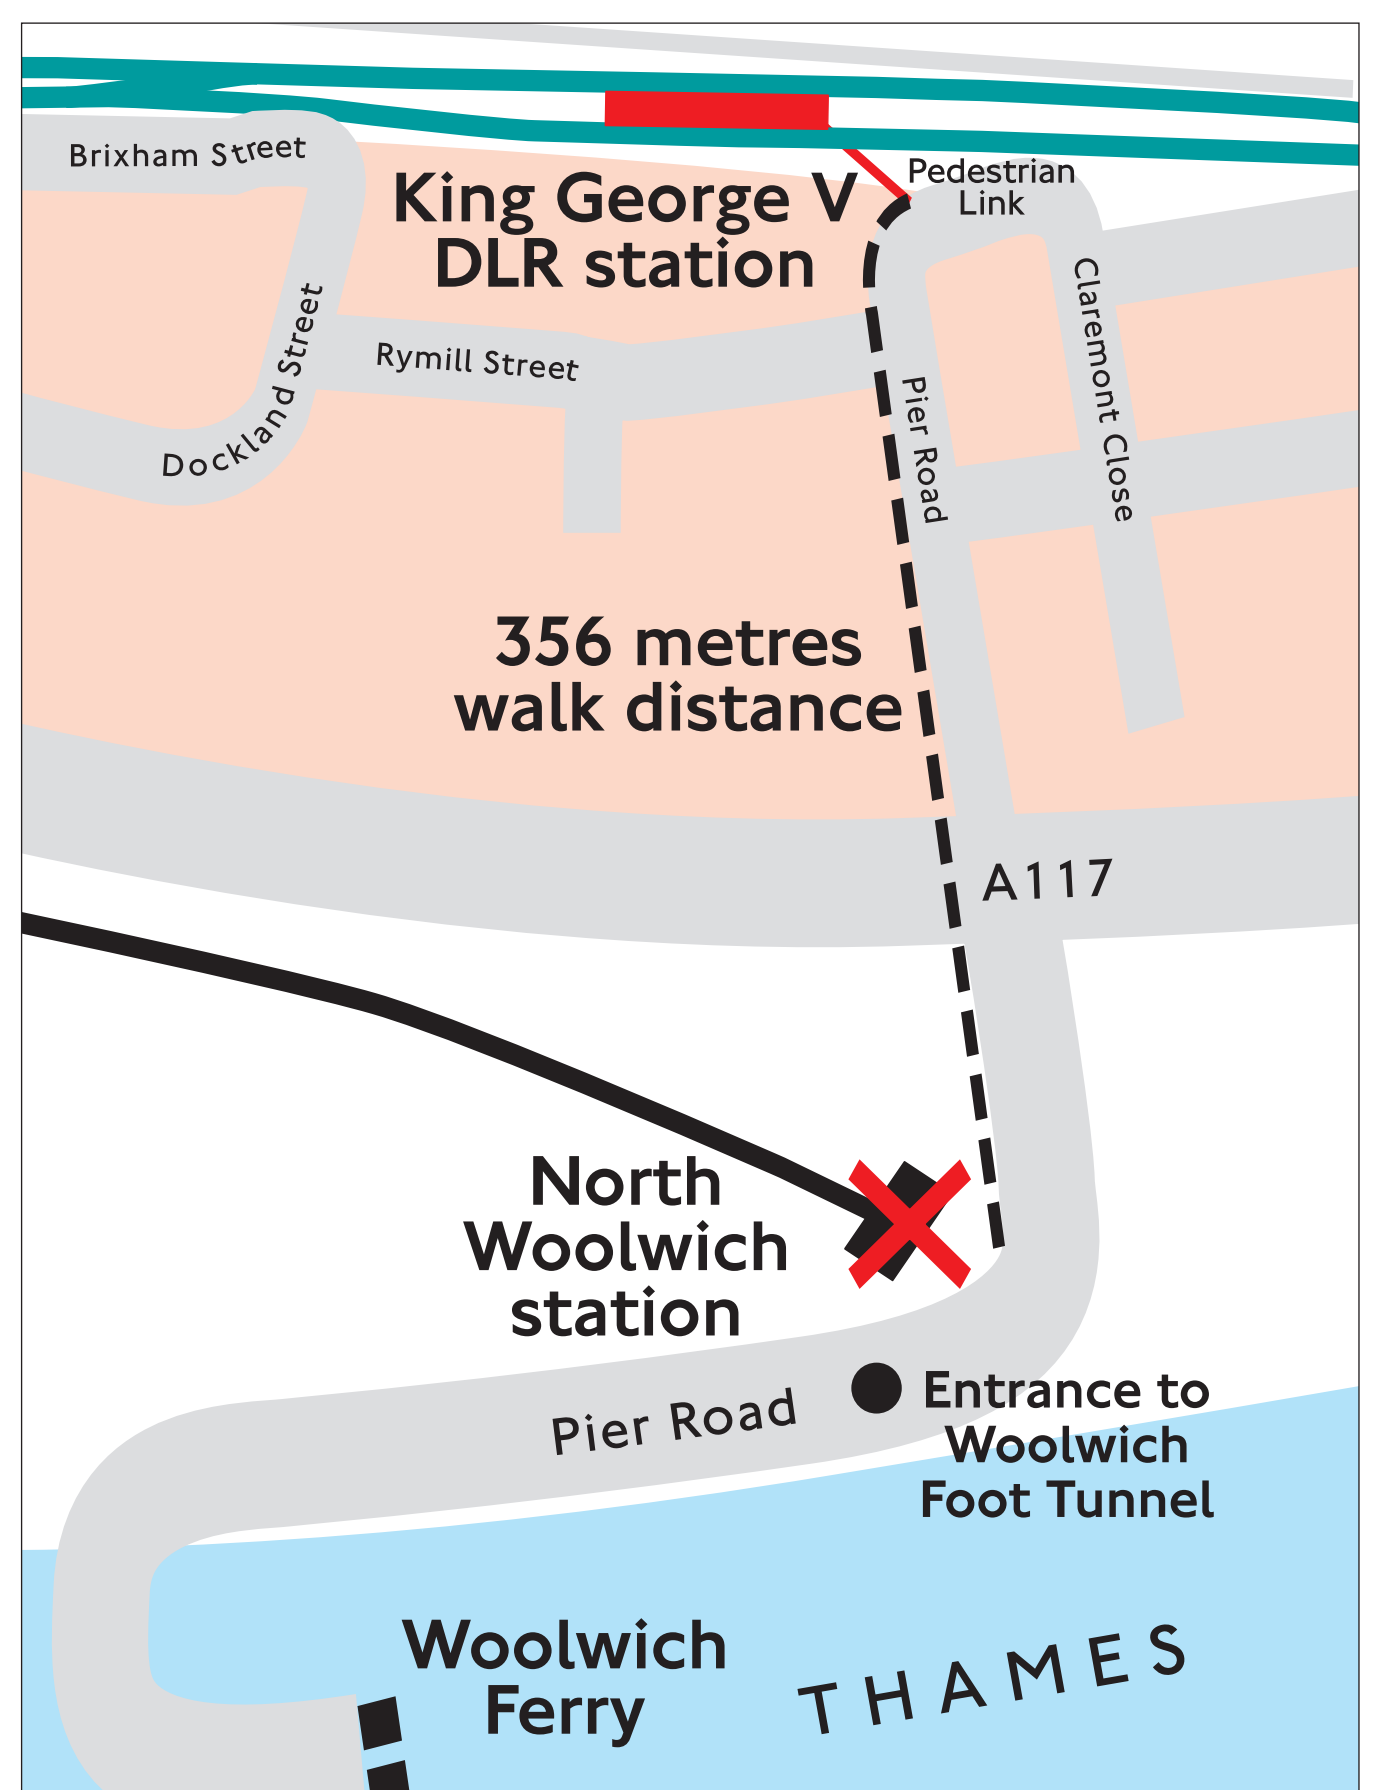 Brixham Street
Pedestrian
Link
King George V
DLR station
Claremont Close
Dockland Street
Rymill Street
Pier Road
356 metres
walk distance
A117
North
Woolwich
station
Entrance to
Woolwich
Foot Tunnel
Pier Road
Woolwich
Ferry
THAMES